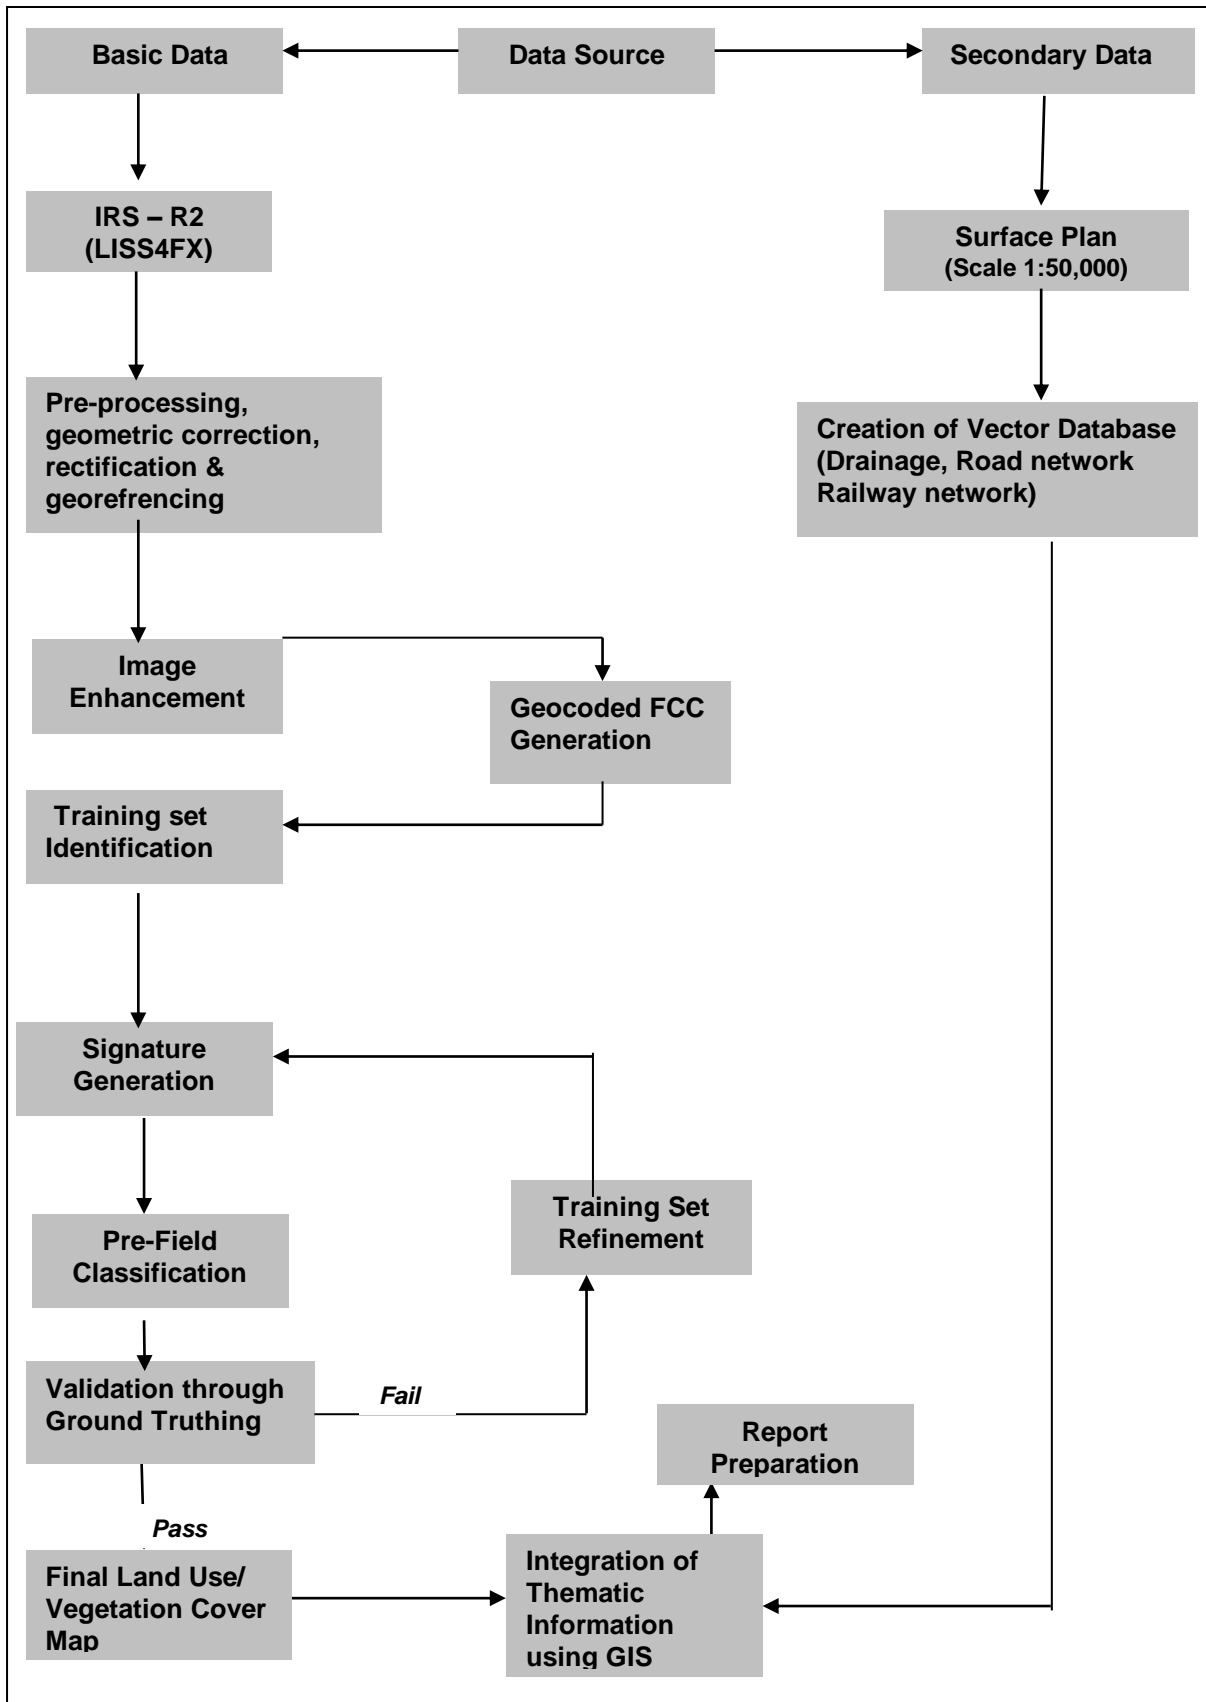 Basic Data
Data Source
Secondary Data
IRS – R2
(LISS4FX)
Surface Plan
(Scale 1:50,000)
Pre-processing,
geometric correction,
rectification &
georefrencing
Creation of Vector Database
(Drainage, Road network
Railway network)
Image
Enhancement
Geocoded FCC
Generation
Training set
Identification
Signature
Generation
Training Set
Refinement
Pre-Field
Classification
Validation through
Ground Truthing
Fail
Report
Preparation
Pass
Final Land Use/
Vegetation Cover
Map
Integration of
Thematic
Information
using GIS